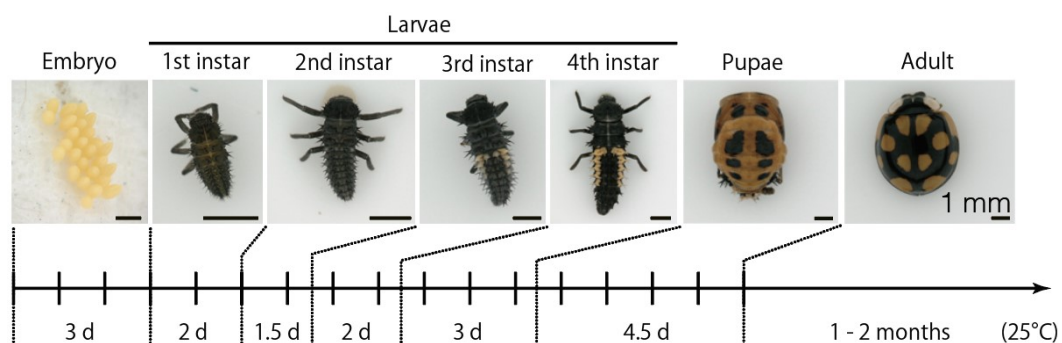 Larvae
Embryo 1st instar 2nd instar 3rd instar 4th instar Pupae Adult
1 mm
3 d 2 d 1.5 d 2 d 3 d 4.5 d 1 - 2 months (25°C)